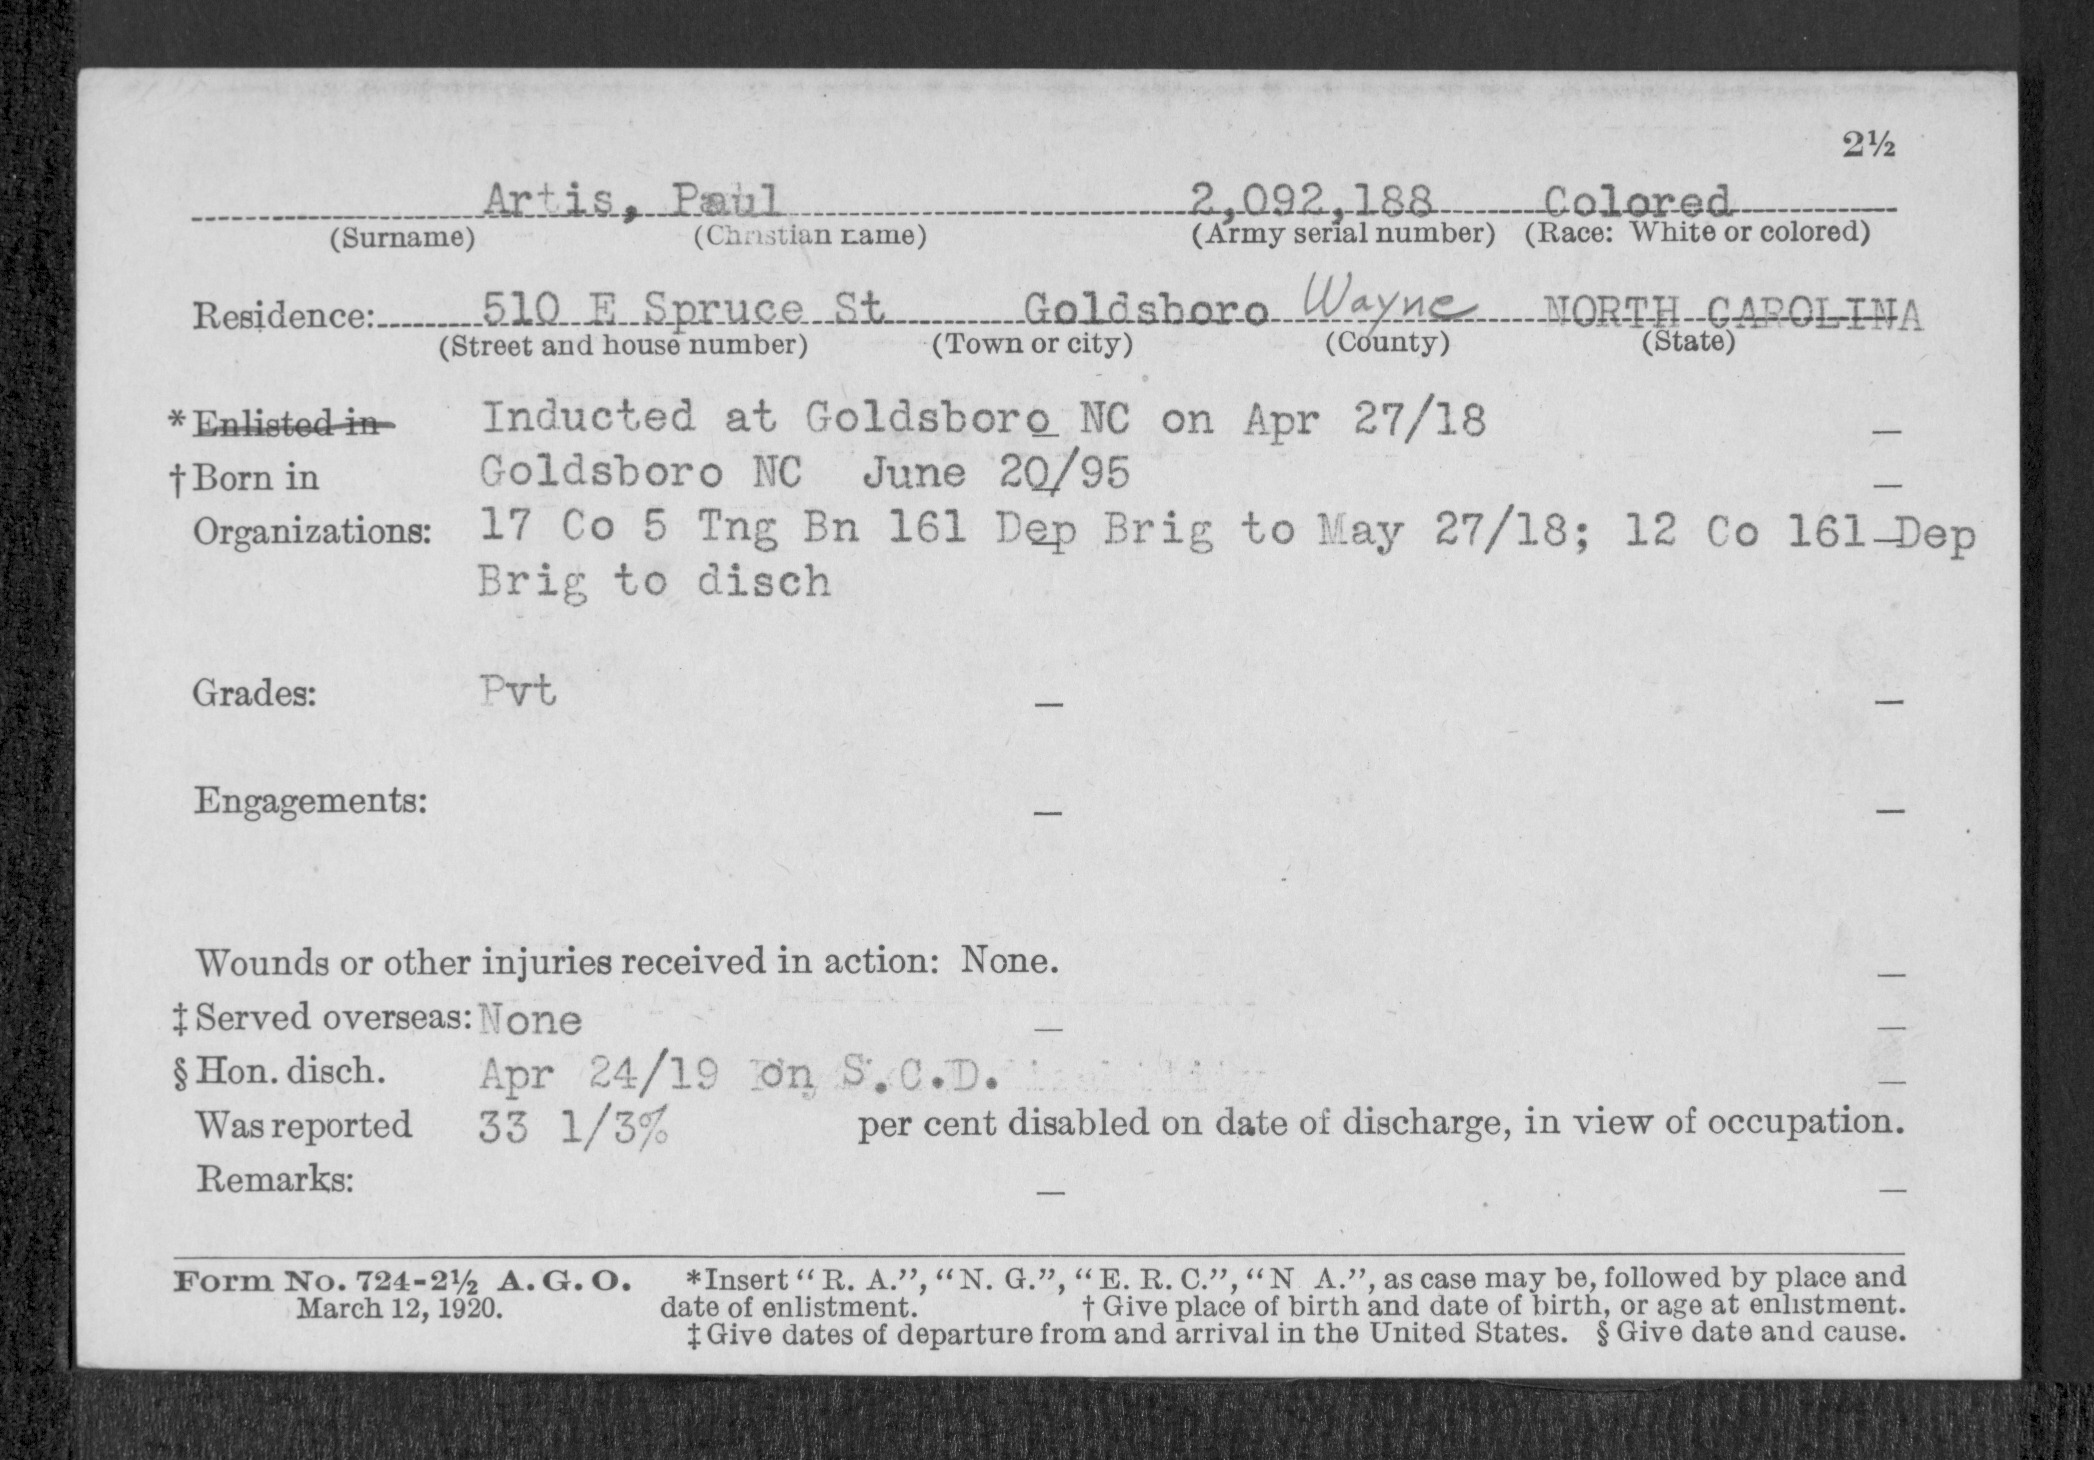 2½
Artis, Paul 2,092,188 Colored
(Surname) (Christian name) (Army serial number) (Race: White or colored)
Residence: 510 E Spruce St Goldsboro Wayne NORTH CAROLINA
(Street and house number) (Town or city) (County) (State)
*Enlisted in Inducted at Goldsboro NC on Apr 27/18 —
†Born in Goldsboro NC June 20/95 —
Organizations: 17 Co 5 Tng Bn 161 Dep Brig to May 27/18; 12 Co 161 Dep
Brig to disch
Grades: Pvt — —
Engagements: — —
Wounds or other injuries received in action: None. —
‡Served overseas: None — —
§Hon. disch. Apr 24/19 on S.C.D. —
Was reported 33 1/3% per cent disabled on date of discharge, in view of occupation.
Remarks: — —
Form No. 724-2½ A.G.O. *Insert "R. A.", "N. G.", "E. R. C.", "N A.", as case may be, followed by place and
March 12, 1920. date of enlistment. †Give place of birth and date of birth, or age at enlistment.
‡Give dates of departure from and arrival in the United States. §Give date and cause.